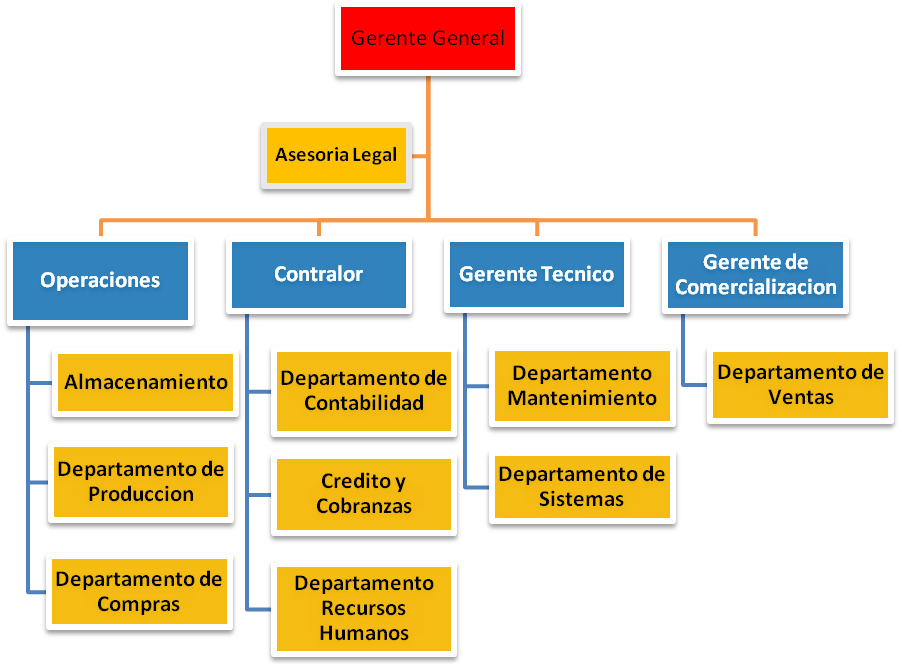 Gerente General
Asesoria Legal
Operaciones
Contralor
Gerente Tecnico
Gerente de
Comercializacion
Almacenamiento
Departamento de
Produccion
Departamento de
Compras
Departamento de
Contabilidad
Credito y
Cobranzas
Departamento
Recursos
Humanos
Departamento
Mantenimiento
Departamento de
Sistemas
Departamento de
Ventas